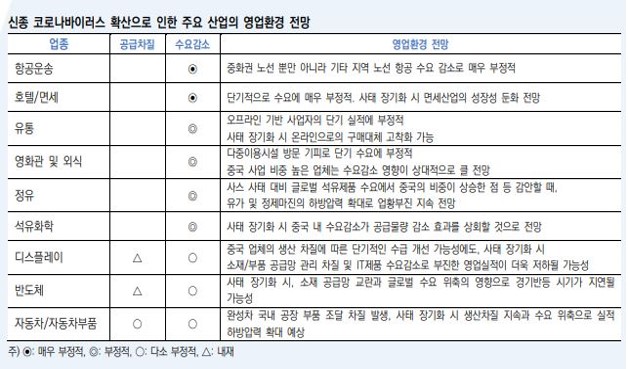 신종 코로나바이러스 확산으로 인한 주요 산업의 영업환경 전망
업종 공급차질 수요감소 영업환경 전망
항공운송 ◉ 중화권 노선 뿐만 아니라 기타 지역 노선 항공 수요 감소로 매우 부정적
호텔/면세 ◉ 단기적으로 수요에 매우 부정적. 사태 장기화 시 면세산업의 성장성 둔화 전망
유통 ◎ 오프라인 기반 사업자의 단기 실적에 부정적
사태 장기화 시 온라인으로의 구매대체 고착화 가능
영화관 및 외식 ◎ 다중이용시설 방문 기피로 단기 수요에 부정적
중국 사업 비중 높은 업체는 수요감소 영향이 상대적으로 클 전망
정유 ◎ 사스 사태 대비 글로벌 석유제품 수요에서 중국의 비중이 상승한 점 등 감안할 때,
유가 및 정제마진의 하방압력 확대로 업황부진 지속 전망
석유화학 ◎ 사태 장기화 시 중국 내 수요감소가 공급물량 감소 효과를 상회할 것으로 전망
디스플레이 △ ○ 중국 업체의 생산 차질에 따른 단기적인 수급 개선 가능성에도, 사태 장기화 시
소재/부품 공급망 관리 차질 및 IT제품 수요감소로 부진한 영업실적이 더욱 저하될 가능성
반도체 △ ○ 사태 장기화 시, 소재 공급망 교란과 글로벌 수요 위축의 영향으로 경기반등 시기가 지연될
가능성
자동차/자동차부품 ○ ○ 완성차 국내 공장 부품 조달 차질 발생, 사태 장기화 시 생산차질 지속과 수요 위축으로 실적
하방압력 확대 예상
주) ◉: 매우 부정적, ◎: 부정적, ○: 다소 부정적, △: 내재